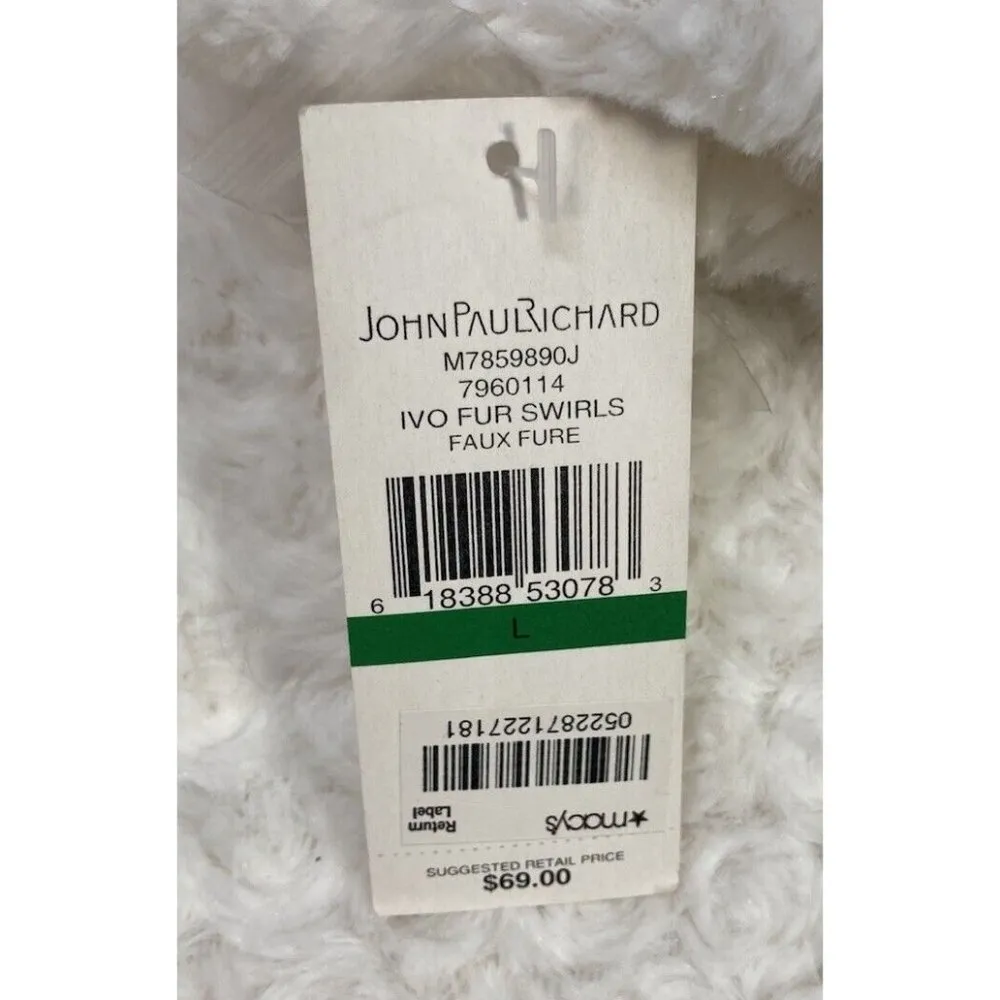 JOHNPAULRICHARD
M7859890J
7960114
IVO FUR SWIRLS
FAUX FURE
6 18388 53078 3
L
macy's Return
Label
0522871227181
SUGGESTED RETAIL PRICE
$69.00